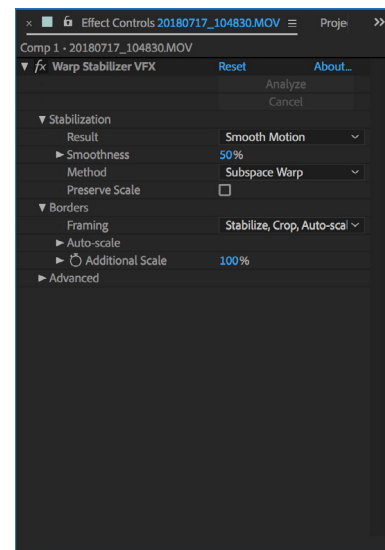 Effect Controls 20180717_104830.MOV
Comp 1 • 20180717_104830.MOV
fx Warp Stabilizer VFX Reset About...
Analyze
Cancel
Stabilization
Result Smooth Motion
Smoothness 50%
Method Subspace Warp
Preserve Scale
Borders
Framing Stabilize, Crop, Auto-scal
Auto-scale
Additional Scale 100%
Advanced